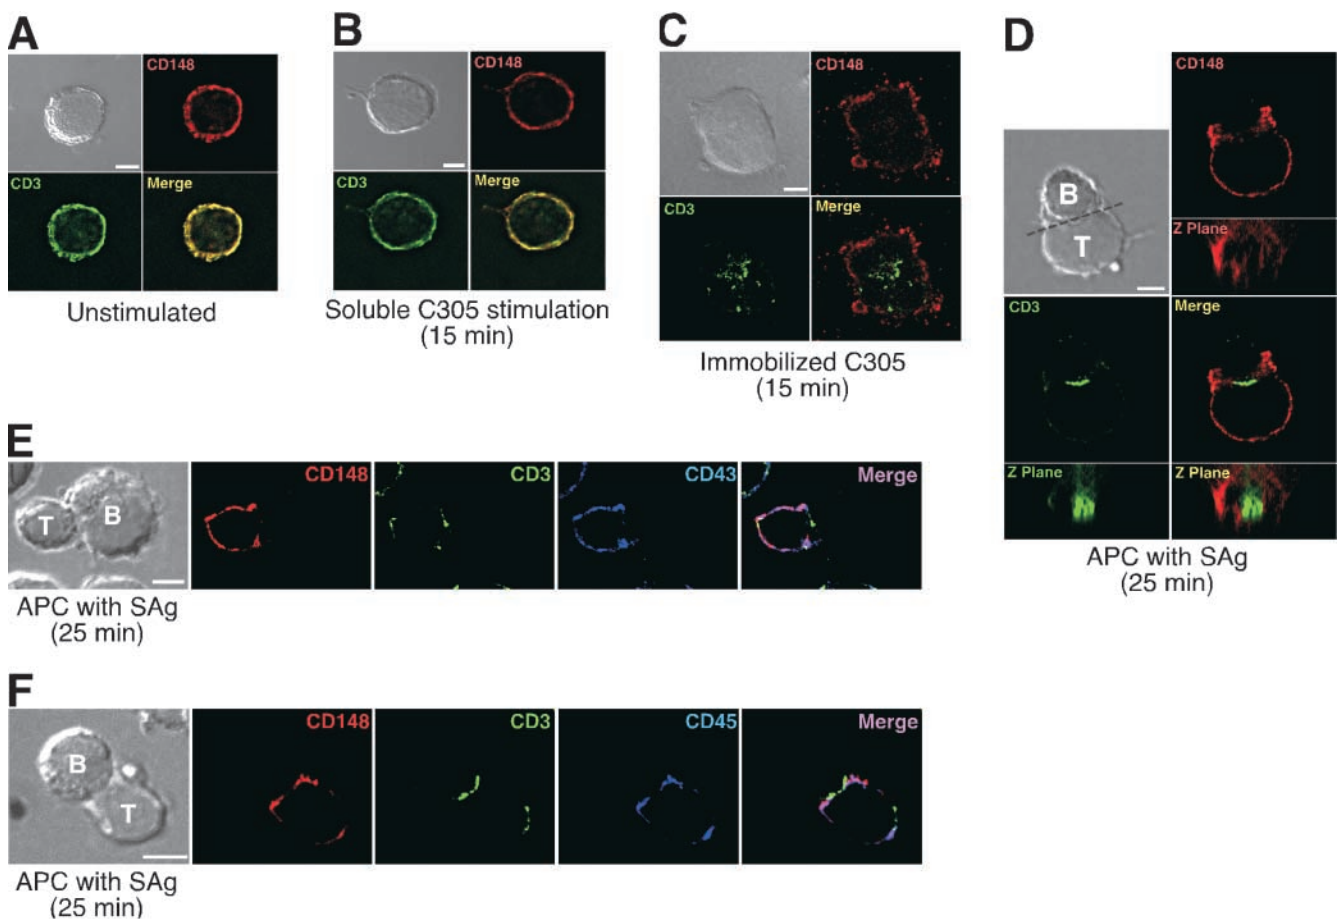 A
CD148
CD3
Merge
Unstimulated
B
CD148
CD3
Merge
Soluble C305 stimulation
(15 min)
C
CD148
CD3
Merge
Immobilized C305
(15 min)
D
CD148
B
T
Z Plane
CD3
Merge
Z Plane
Z Plane
APC with SAg
(25 min)
E
T
B
CD148
CD3
CD43
Merge
APC with SAg
(25 min)
F
B
T
CD148
CD3
CD45
Merge
APC with SAg
(25 min)